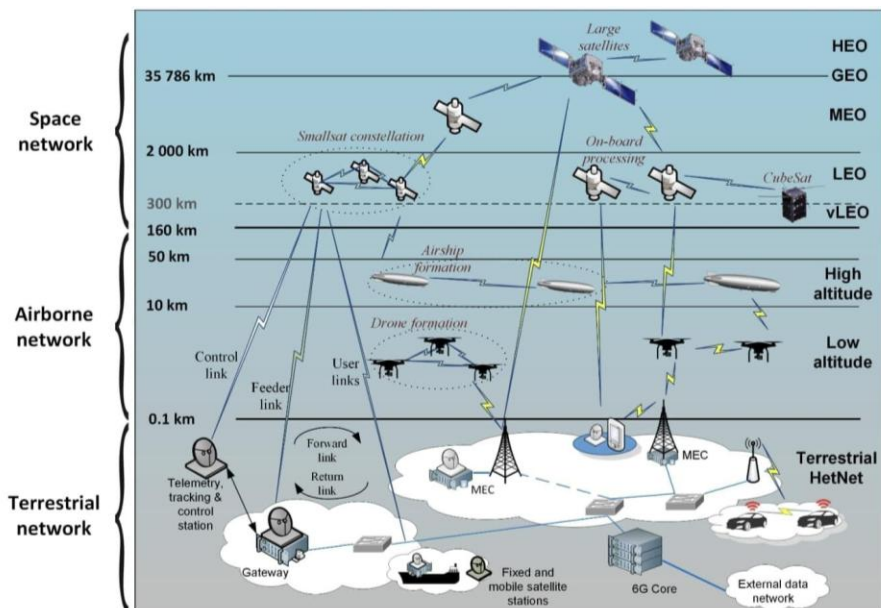 Large
satellites
HEO
35 786 km
GEO
Space
network
MEO
Smallsat constellation
On-board
processing
2 000 km
CubeSat
LEO
300 km
vLEO
160 km
50 km
Airship
formation
High
altitude
10 km
Airborne
network
Drone formation
Control
link
Feeder
link
User
links
Low
altitude
0.1 km
Forward
link
Return
link
MEC
MEC
Terrestrial
HetNet
Telemetry,
tracking &
control
station
Terrestrial
network
Gateway
Fixed and
mobile satellite
stations
6G Core
External data
network